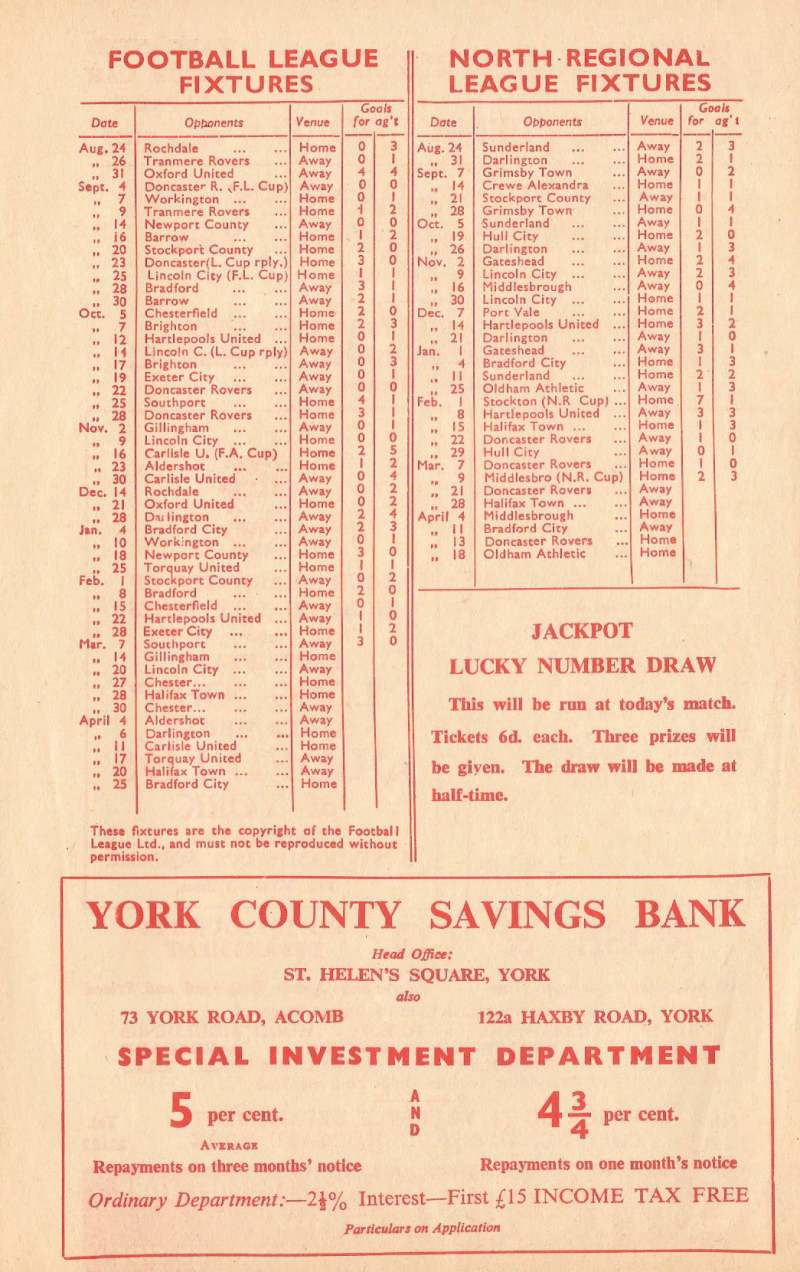 FOOTBALL LEAGUE
FIXTURES
Date Opponents Venue Goals for ag't
Aug. 24 Rochdale ... ... Home 0 3
„ 26 Tranmere Rovers ... Away 0 1
„ 31 Oxford United ... Away 4 4
Sept. 4 Doncaster R. (F.L. Cup) Away 0 0
„ 7 Workington ... ... Home 0 1
„ 9 Tranmere Rovers ... Home 1 2
„ 14 Newport County ... Away 0 0
„ 16 Barrow ... ... Home 1 2
„ 20 Stockport County ... Home 2 0
„ 23 Doncaster(L. Cup rply.) Home 3 0
„ 25 Lincoln City (F.L. Cup) Home 1 1
„ 28 Bradford ... ... Home 3 1
„ 30 Barrow ... ... Away 2 1
Oct. 5 Chesterfield ... ... Home 2 0
„ 7 Brighton ... ... Home 2 3
„ 12 Hartlepools United ... Home 0 1
„ 14 Lincoln C. (L. Cup rply) Away 0 2
„ 17 Brighton ... ... Away 0 3
„ 19 Exeter City ... ... Away 0 1
„ 22 Doncaster Rovers ... Away 0 0
„ 25 Southport ... ... Home 4 1
„ 28 Doncaster Rovers ... Home 3 1
Nov. 2 Gillingham ... ... Away 0 1
„ 9 Lincoln City ... ... Home 0 0
„ 16 Carlisle U. (F.A. Cup) Home 2 5
„ 23 Aldershot ... ... Home 1 2
„ 30 Carlisle United ... Away 0 4
Dec. 14 Rochdale ... ... Away 0 2
„ 21 Oxford United ... Home 0 2
„ 28 Darlington ... ... Away 2 4
Jan. 4 Bradford City ... Away 2 3
„ 10 Workington ... ... Away 0 1
„ 18 Newport County ... Home 3 0
„ 25 Torquay United ... Home 1 1
Feb. 1 Stockport County ... Away 0 2
„ 8 Bradford ... ... Home 2 0
„ 15 Chesterfield ... ... Away 0 1
„ 22 Hartlepools United ... Away 1 0
„ 28 Exeter City ... ... Home 1 2
Mar. 7 Southport ... ... Away 3 0
„ 14 Gillingham ... ... Home
„ 20 Lincoln City ... ... Away
„ 27 Chester... ... ... Home
„ 28 Halifax Town ... ... Home
„ 30 Chester... ... ... Away
April 4 Aldershot ... ... Away
„ 6 Darlington ... ... Home
„ 11 Carlisle United ... Home
„ 17 Torquay United ... Away
„ 20 Halifax Town ... ... Away
„ 25 Bradford City ... Home
These fixtures are the copyright of the Football
League Ltd., and must not be reproduced without
permission.
NORTH REGIONAL
LEAGUE FIXTURES
Date Opponents Venue Goals for ag't
Aug. 24 Sunderland ... ... Away 2 3
„ 31 Darlington ... ... Home 2 1
Sept. 7 Grimsby Town ... Away 0 2
„ 14 Crewe Alexandra ... Home 1 1
„ 21 Stockport County ... Away 1 1
„ 28 Grimsby Town ... Home 0 4
Oct. 5 Sunderland ... ... Away 1 1
„ 19 Hull City ... ... Home 2 0
„ 26 Darlington ... ... Away 1 3
Nov. 2 Gateshead ... ... Home 2 4
„ 9 Lincoln City ... ... Away 2 3
„ 16 Middlesbrough ... Away 0 4
„ 30 Lincoln City ... ... Home 1 1
Dec. 7 Port Vale ... ... Home 2 1
„ 14 Hartlepools United ... Home 3 2
„ 21 Darlington ... ... Away 1 0
Jan. 1 Gateshead ... ... Away 3 1
„ 4 Bradford City ... Home 1 3
„ 11 Sunderland ... ... Home 2 2
„ 25 Oldham Athletic ... Away 1 3
Feb. 1 Stockton (N.R Cup) ... Home 7 1
„ 8 Hartlepools United ... Away 3 3
„ 15 Halifax Town ... ... Home 1 3
„ 22 Doncaster Rovers ... Away 1 0
„ 29 Hull City ... ... Away 0 1
Mar. 7 Doncaster Rovers ... Home 1 0
„ 9 Middlesbro (N.R. Cup) Home 2 3
„ 21 Doncaster Rovers ... Away
„ 28 Halifax Town ... ... Away
April 4 Middlesbrough ... Home
„ 11 Bradford City ... Away
„ 13 Doncaster Rovers ... Home
„ 18 Oldham Athletic ... Home
JACKPOT
LUCKY NUMBER DRAW
This will be run at today's match.
Tickets 6d. each. Three prizes will
be given. The draw will be made at
half-time.
YORK COUNTY SAVINGS BANK
Head Office:
ST. HELEN'S SQUARE, YORK
also
73 YORK ROAD, ACOMB 122a HAXBY ROAD, YORK
SPECIAL INVESTMENT DEPARTMENT
5 per cent. AND 4¾ per cent.
AVERAGE
Repayments on three months' notice Repayments on one month's notice
Ordinary Department:—2½% Interest—First £15 INCOME TAX FREE
Particulars on Application